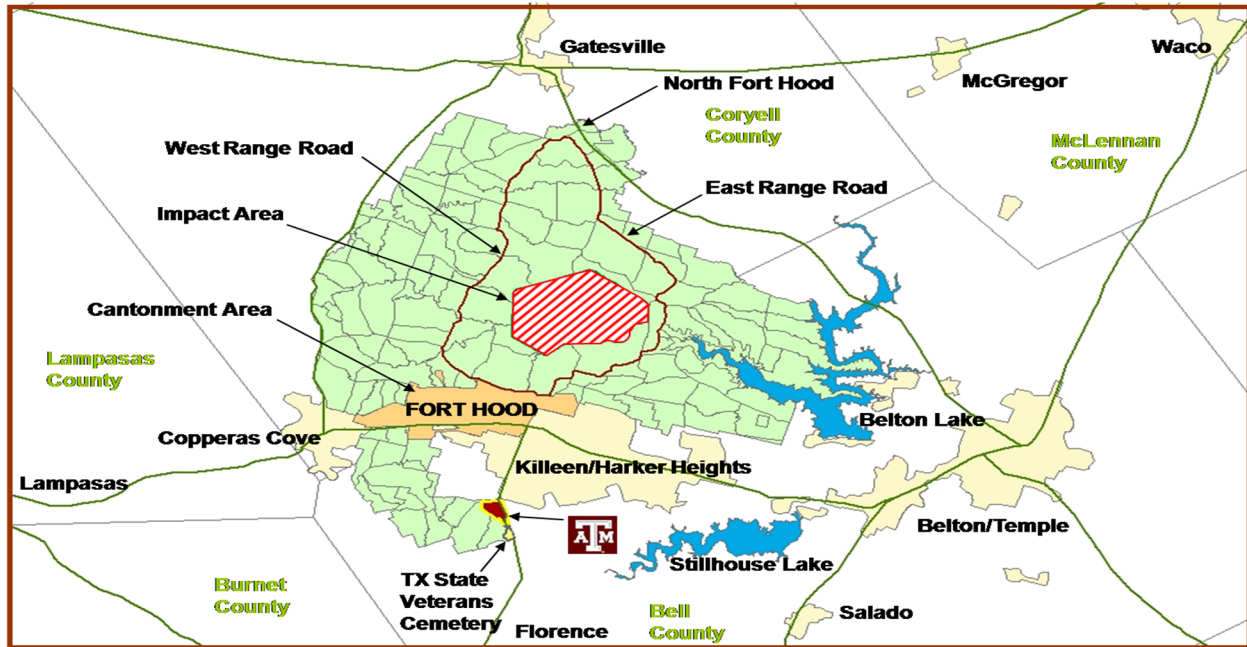 Gatesville
Waco
McGregor
North Fort Hood
Coryell
County
McLennan
County
West Range Road
East Range Road
Impact Area
Cantonment Area
Lampasas
County
FORT HOOD
Belton Lake
Copperas Cove
Killeen/Harker Heights
Lampasas
Belton/Temple
ATM
Stillhouse Lake
TX State
Veterans
Cemetery
Burnet
County
Florence
Bell
County
Salado